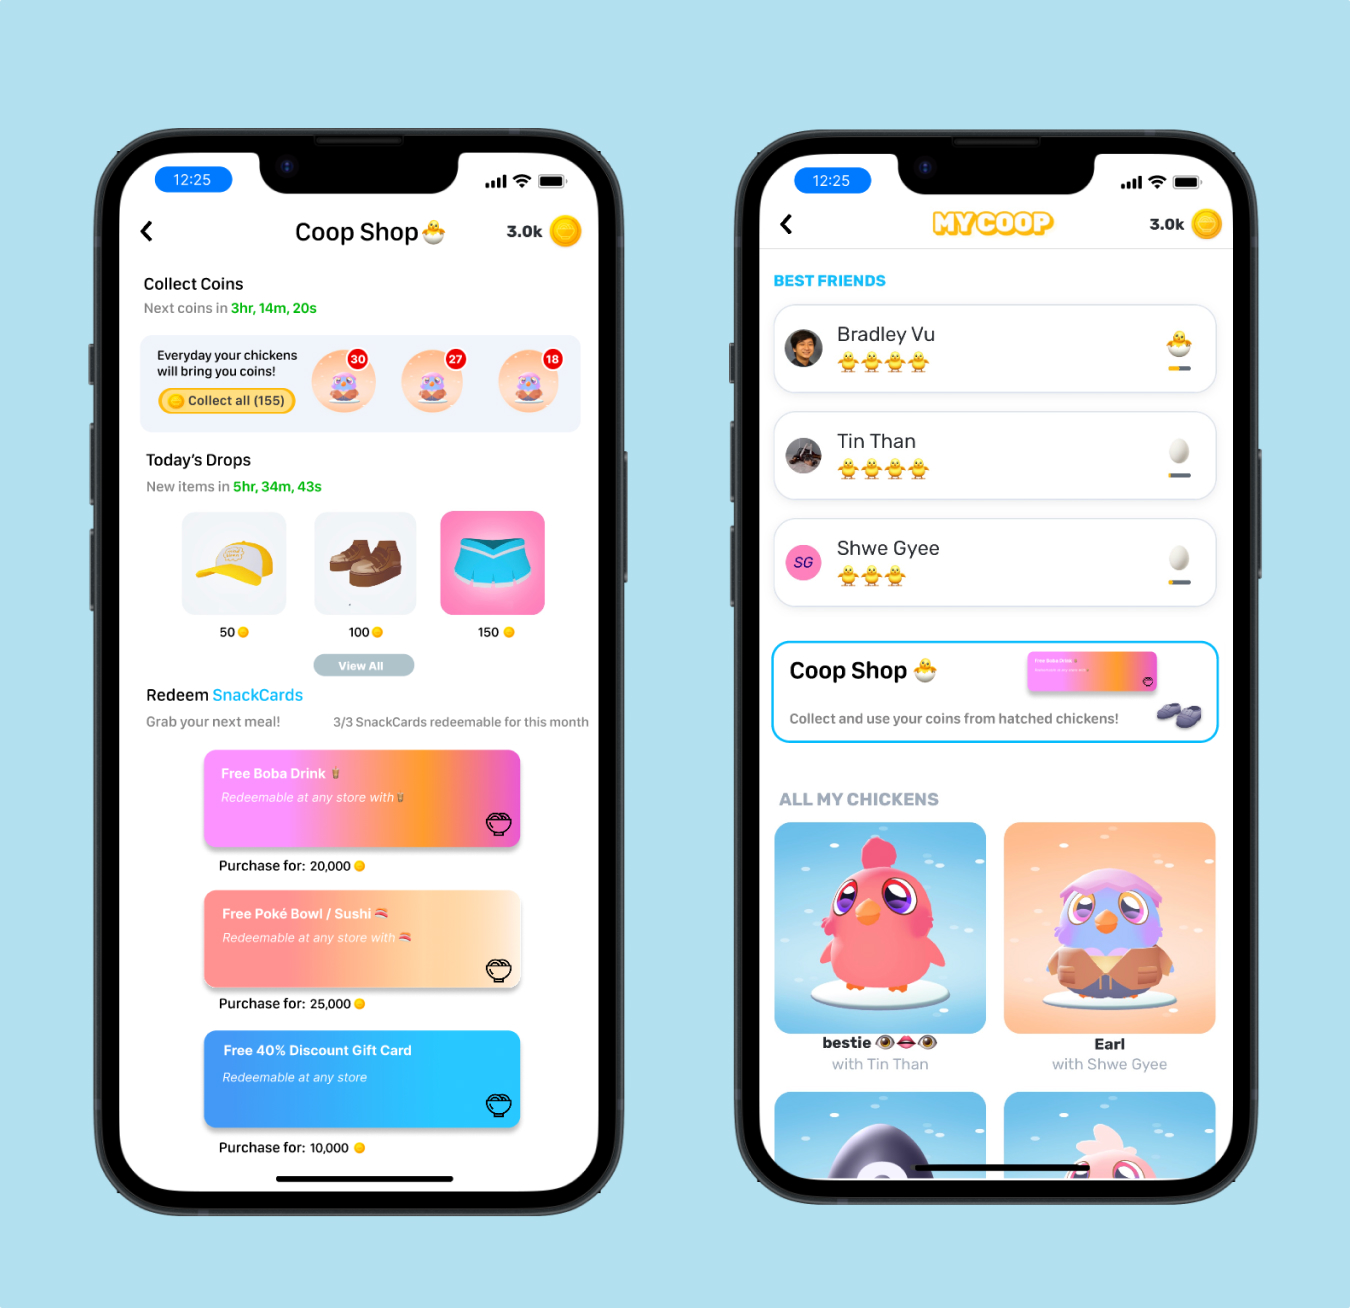 12:25
Coop Shop🐣
3.0k
Collect Coins
Next coins in 3hr, 14m, 20s
Everyday your chickens
will bring you coins!
Collect all (155)
30
27
18
Today's Drops
New items in 5hr, 34m, 43s
50
100
150
View All
Redeem SnackCards
Grab your next meal!
3/3 SnackCards redeemable for this month
Free Boba Drink 🧋
Redeemable at any store with🧋
Purchase for: 20,000
Free Poké Bowl / Sushi 🍣
Redeemable at any store with 🍣
Purchase for: 25,000
Free 40% Discount Gift Card
Redeemable at any store
Purchase for: 10,000
12:25
MY COOP
3.0k
BEST FRIENDS
Bradley Vu
🐥🐥🐥🐥
Tin Than
🐥🐥🐥🐥
SG
Shwe Gyee
🐥🐥🐥
Coop Shop 🐣
Free Boba Drink
Collect and use your coins from hatched chickens!
ALL MY CHICKENS
bestie 👁👄👁
with Tin Than
Earl
with Shwe Gyee